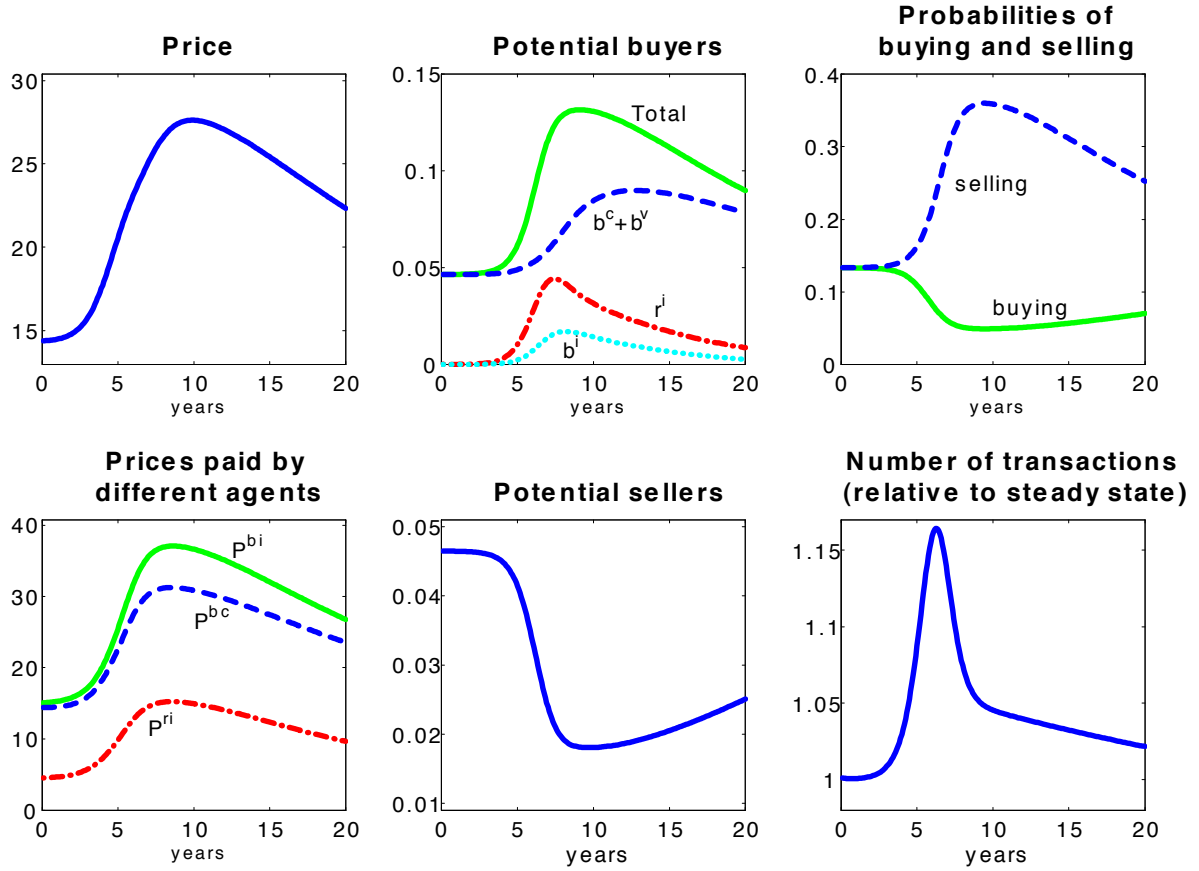 Price
30
25
20
15
0 5 10 15 20
years
Potential buyers
0.15
0.1
0.05
0
Total
b^c+b^v
r^i
b^i
0 5 10 15 20
years
Probabilities of
buying and selling
0.4
0.3
0.2
0.1
0
selling
buying
0 5 10 15 20
years
Prices paid by
different agents
40
30
20
10
0
P^bi
P^bc
P^ri
0 5 10 15 20
years
Potential sellers
0.05
0.04
0.03
0.02
0.01
0 5 10 15 20
years
Number of transactions
(relative to steady state)
1.15
1.1
1.05
1
0 5 10 15 20
years